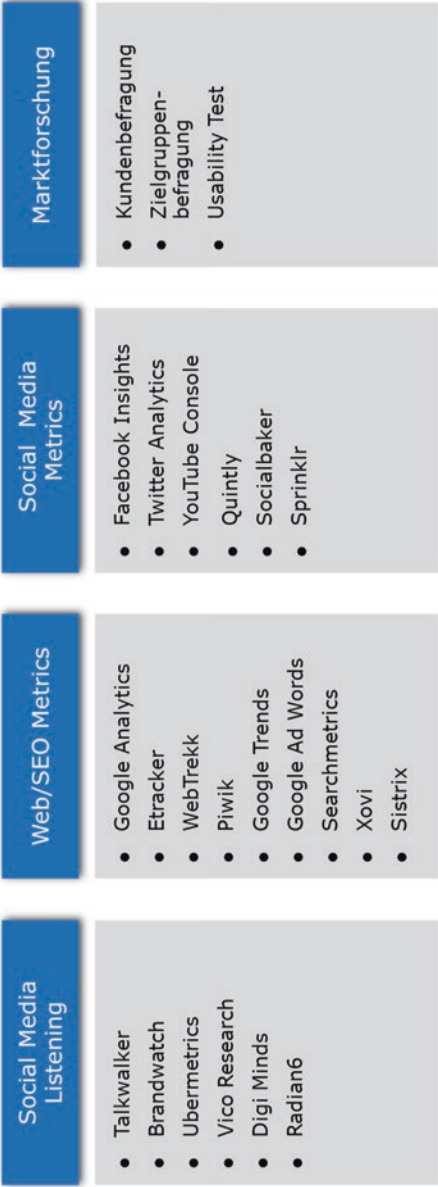 Social Media
Listening
• Talkwalker
• Brandwatch
• Ubermetrics
• Vico Research
• Digi Minds
• Radian6
Web/SEO Metrics
• Google Analytics
• Etracker
• WebTrekk
• Piwik
• Google Trends
• Google Ad Words
• Searchmetrics
• Xovi
• Sistrix
Social Media
Metrics
• Facebook Insights
• Twitter Analytics
• YouTube Console
• Quintly
• Socialbaker
• Sprinklr
Marktforschung
• Kundenbefragung
• Zielgruppen-
befragung
• Usability Test